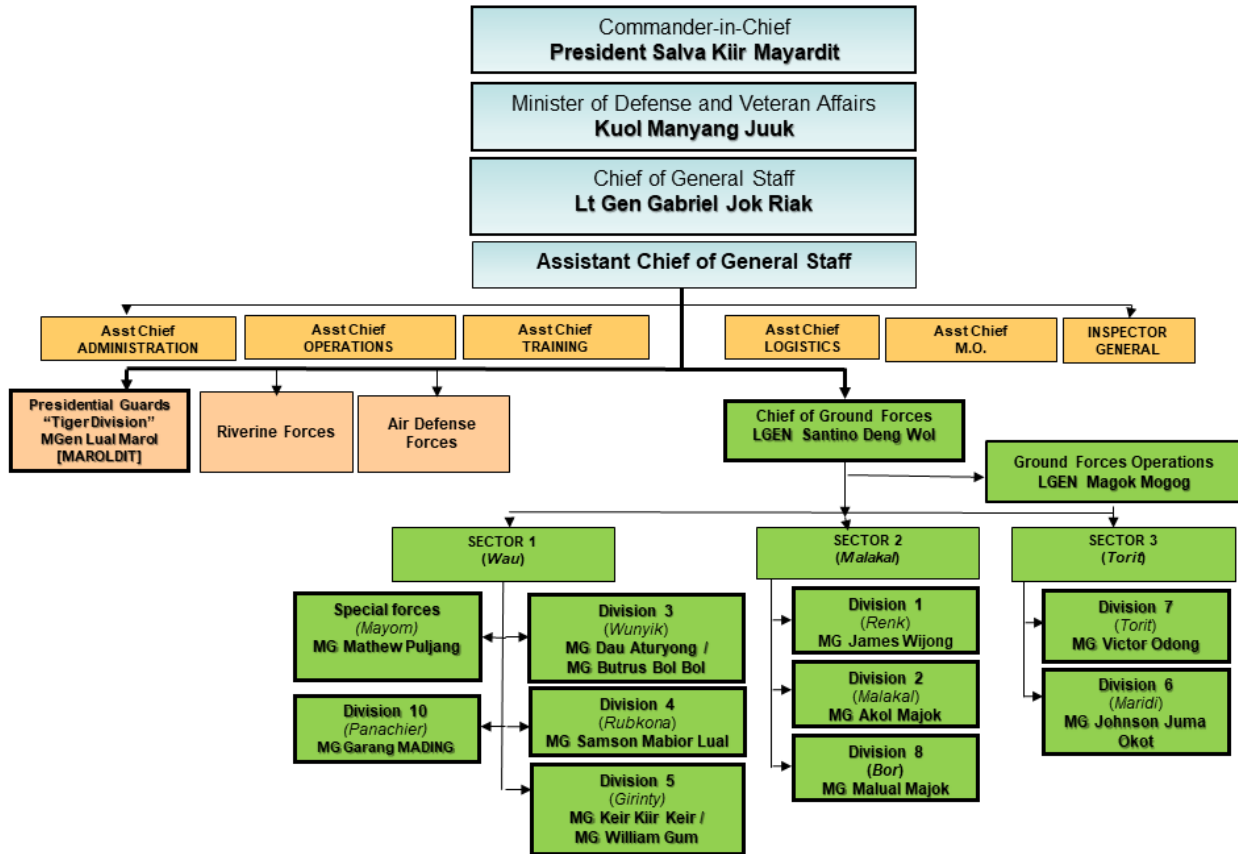 Commander-in-Chief
President Salva Kiir Mayardit
Minister of Defense and Veteran Affairs
Kuol Manyang Juuk
Chief of General Staff
Lt Gen Gabriel Jok Riak
Assistant Chief of General Staff
Asst Chief
ADMINISTRATION
Asst Chief
OPERATIONS
Asst Chief
TRAINING
Asst Chief
LOGISTICS
Asst Chief
M.O.
INSPECTOR
GENERAL
Presidential Guards
“Tiger Division”
MGen Lual Marol
[MAROLDIT]
Riverine Forces
Air Defense
Forces
Chief of Ground Forces
LGEN Santino Deng Wol
Ground Forces Operations
LGEN Magok Mogog
SECTOR 1
(Wau)
Special forces
(Mayom)
MG Mathew Puljang
Division 3
(Wunyik)
MG Dau Aturyong /
MG Butrus Bol Bol
Division 10
(Panachier)
MG Garang MADING
Division 4
(Rubkona)
MG Samson Mabior Lual
Division 5
(Girinty)
MG Keir Kiir Keir /
MG William Gum
SECTOR 2
(Malakal)
Division 1
(Renk)
MG James Wijong
Division 2
(Malakal)
MG Akol Majok
Division 8
(Bor)
MG Malual Majok
SECTOR 3
(Torit)
Division 7
(Torit)
MG Victor Odong
Division 6
(Maridi)
MG Johnson Juma
Okot